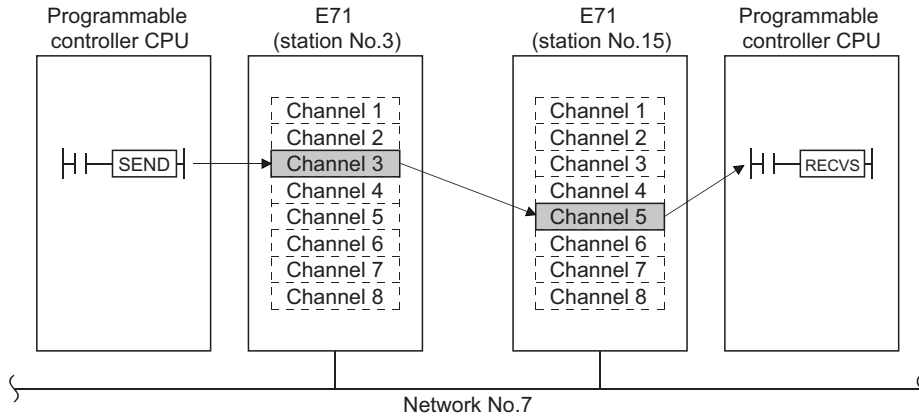 Programmable
controller CPU
E71
(station No.3)
E71
(station No.15)
Programmable
controller CPU
SEND
Channel 1
Channel 2
Channel 3
Channel 4
Channel 5
Channel 6
Channel 7
Channel 8
Channel 1
Channel 2
Channel 3
Channel 4
Channel 5
Channel 6
Channel 7
Channel 8
RECVS
Network No.7